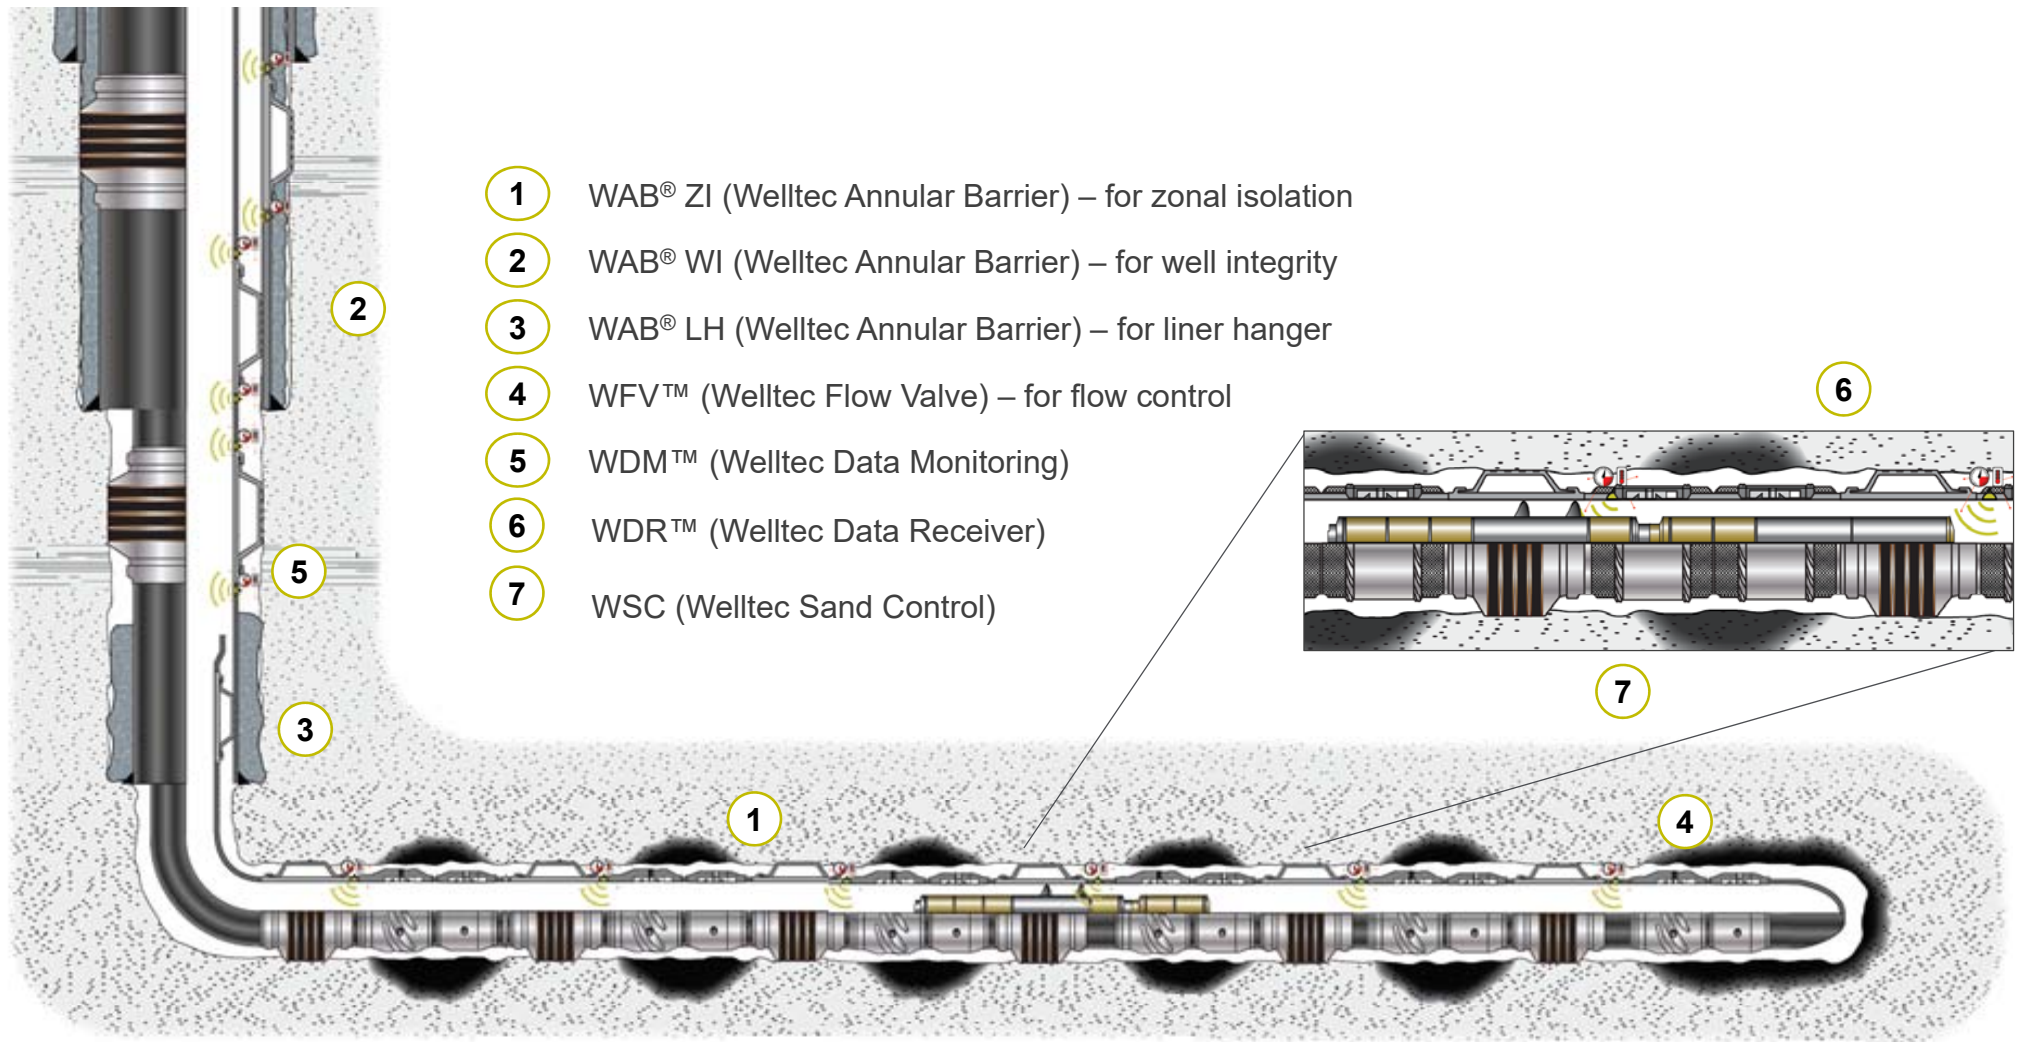 1 WAB® ZI (Welltec Annular Barrier) – for zonal isolation
2 WAB® WI (Welltec Annular Barrier) – for well integrity
3 WAB® LH (Welltec Annular Barrier) – for liner hanger
4 WFV™ (Welltec Flow Valve) – for flow control
5 WDM™ (Welltec Data Monitoring)
6 WDR™ (Welltec Data Receiver)
7 WSC (Welltec Sand Control)
2
6
5
7
3
1
4